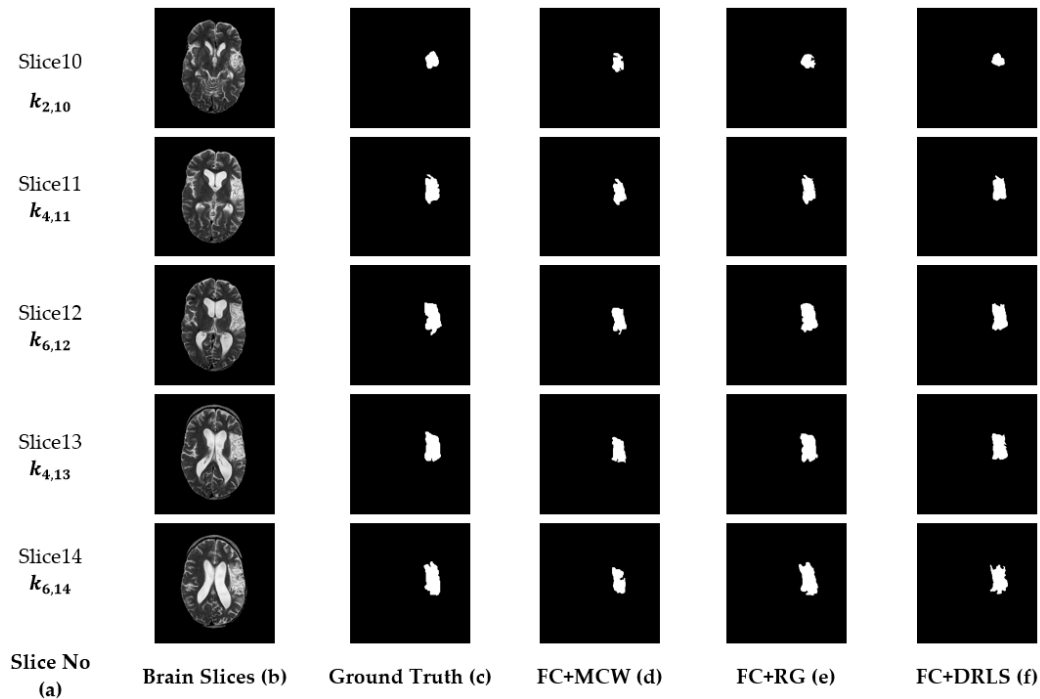 Slice10
k2,10
Slice11
k4,11
Slice12
k6,12
Slice13
k4,13
Slice14
k6,14
Slice No
(a)
Brain Slices (b)
Ground Truth (c)
FC+MCW (d)
FC+RG (e)
FC+DRLS (f)